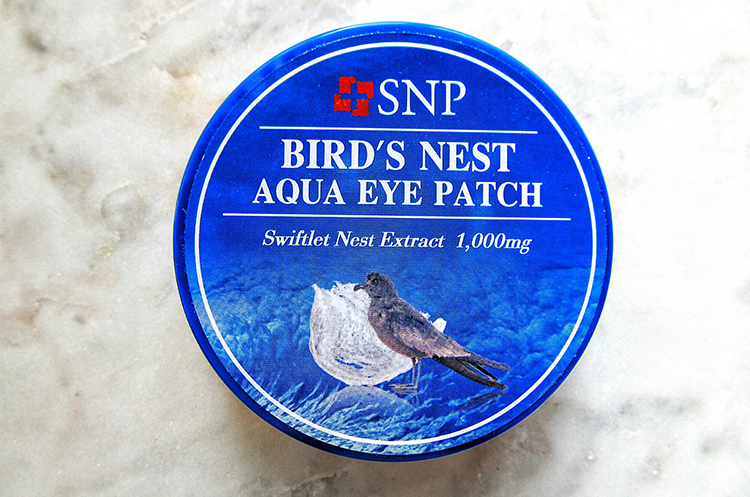 SNP
BIRD'S NEST
AQUA EYE PATCH
Swiftlet Nest Extract 1,000mg